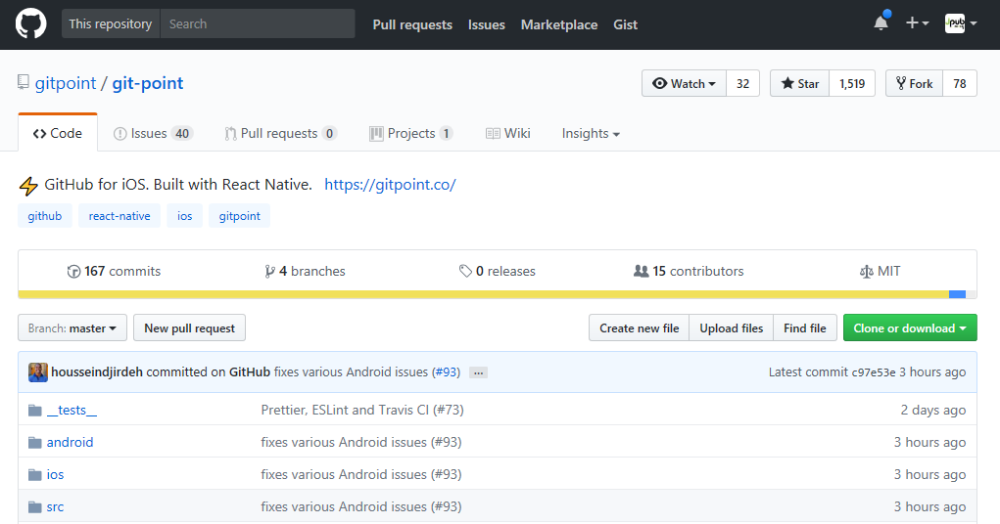 This repository Search Pull requests Issues Marketplace Gist
gitpoint / git-point Watch 32 Star 1,519 Fork 78
Code Issues 40 Pull requests 0 Projects 1 Wiki Insights
GitHub for iOS. Built with React Native. https://gitpoint.co/
github react-native ios gitpoint
167 commits 4 branches 0 releases 15 contributors MIT
Branch: master New pull request Create new file Upload files Find file Clone or download
housseindjirdeh committed on GitHub fixes various Android issues (#93) ... Latest commit c97e53e 3 hours ago
__tests__ Prettier, ESLint and Travis CI (#73) 2 days ago
android fixes various Android issues (#93) 3 hours ago
ios fixes various Android issues (#93) 3 hours ago
src fixes various Android issues (#93) 3 hours ago